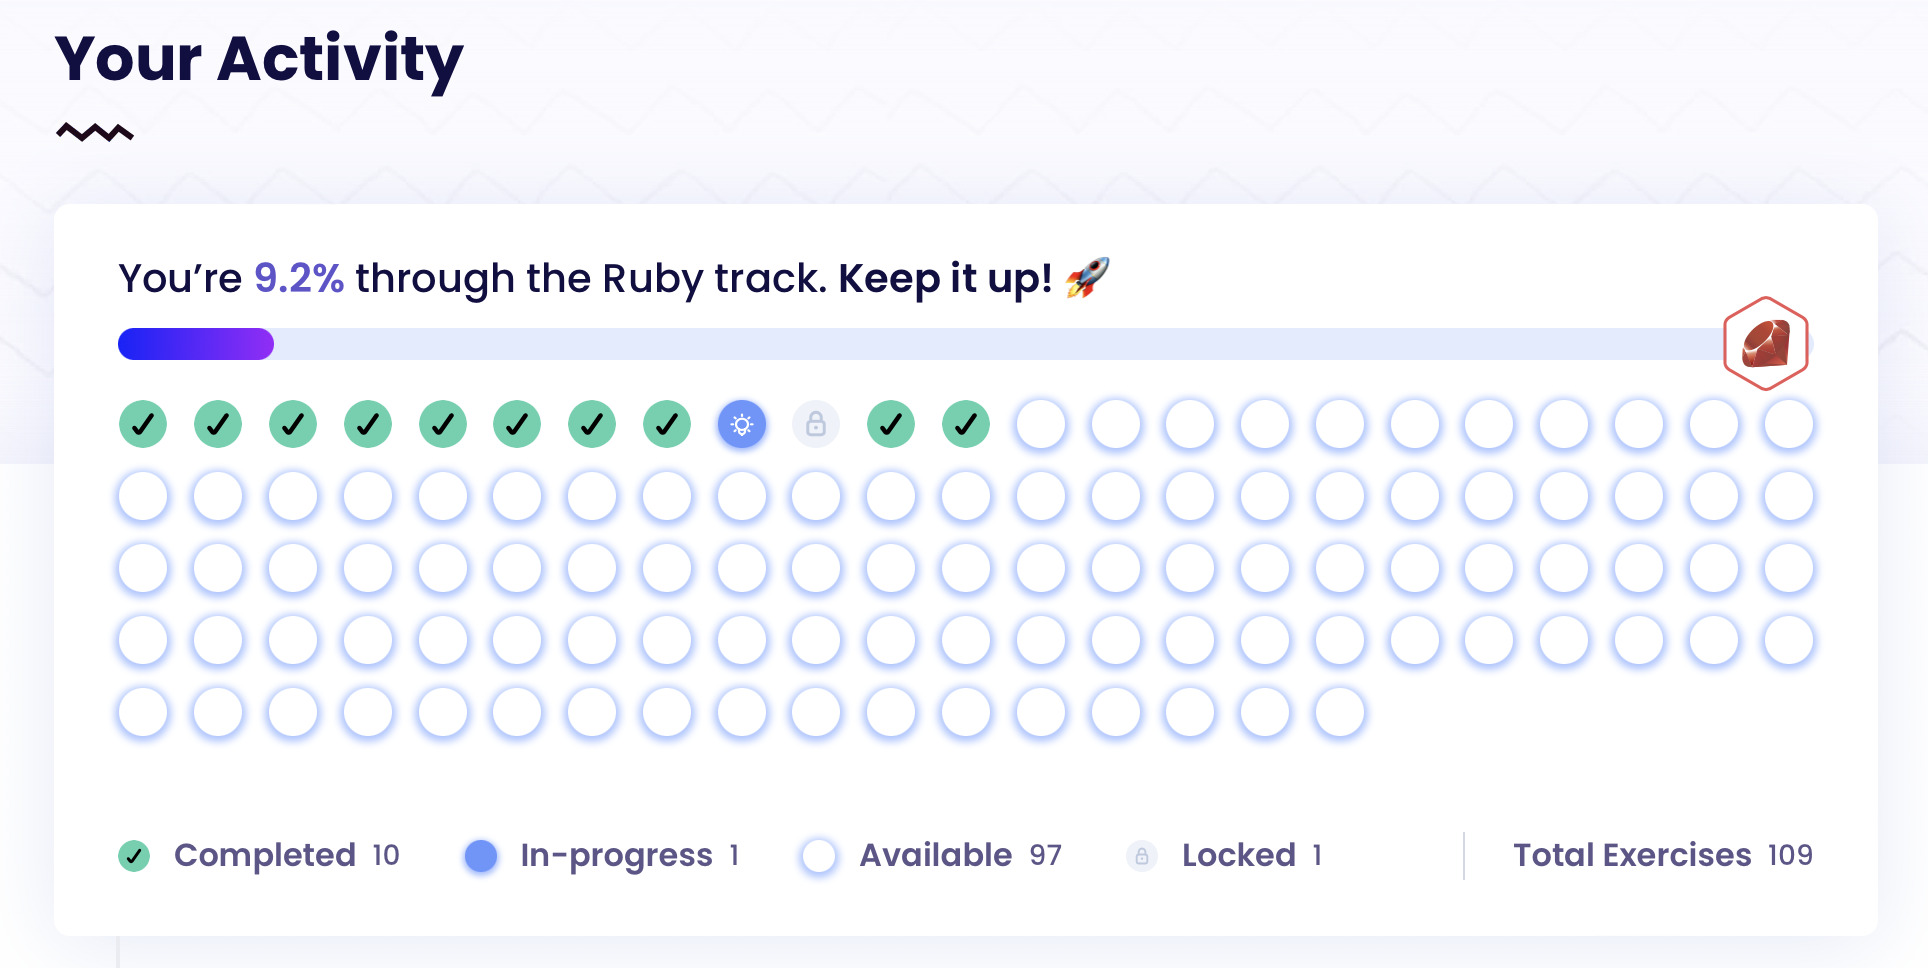 Your Activity
You’re 9.2% through the Ruby track. Keep it up! 🚀
Completed 10 In-progress 1 Available 97 Locked 1 Total Exercises 109